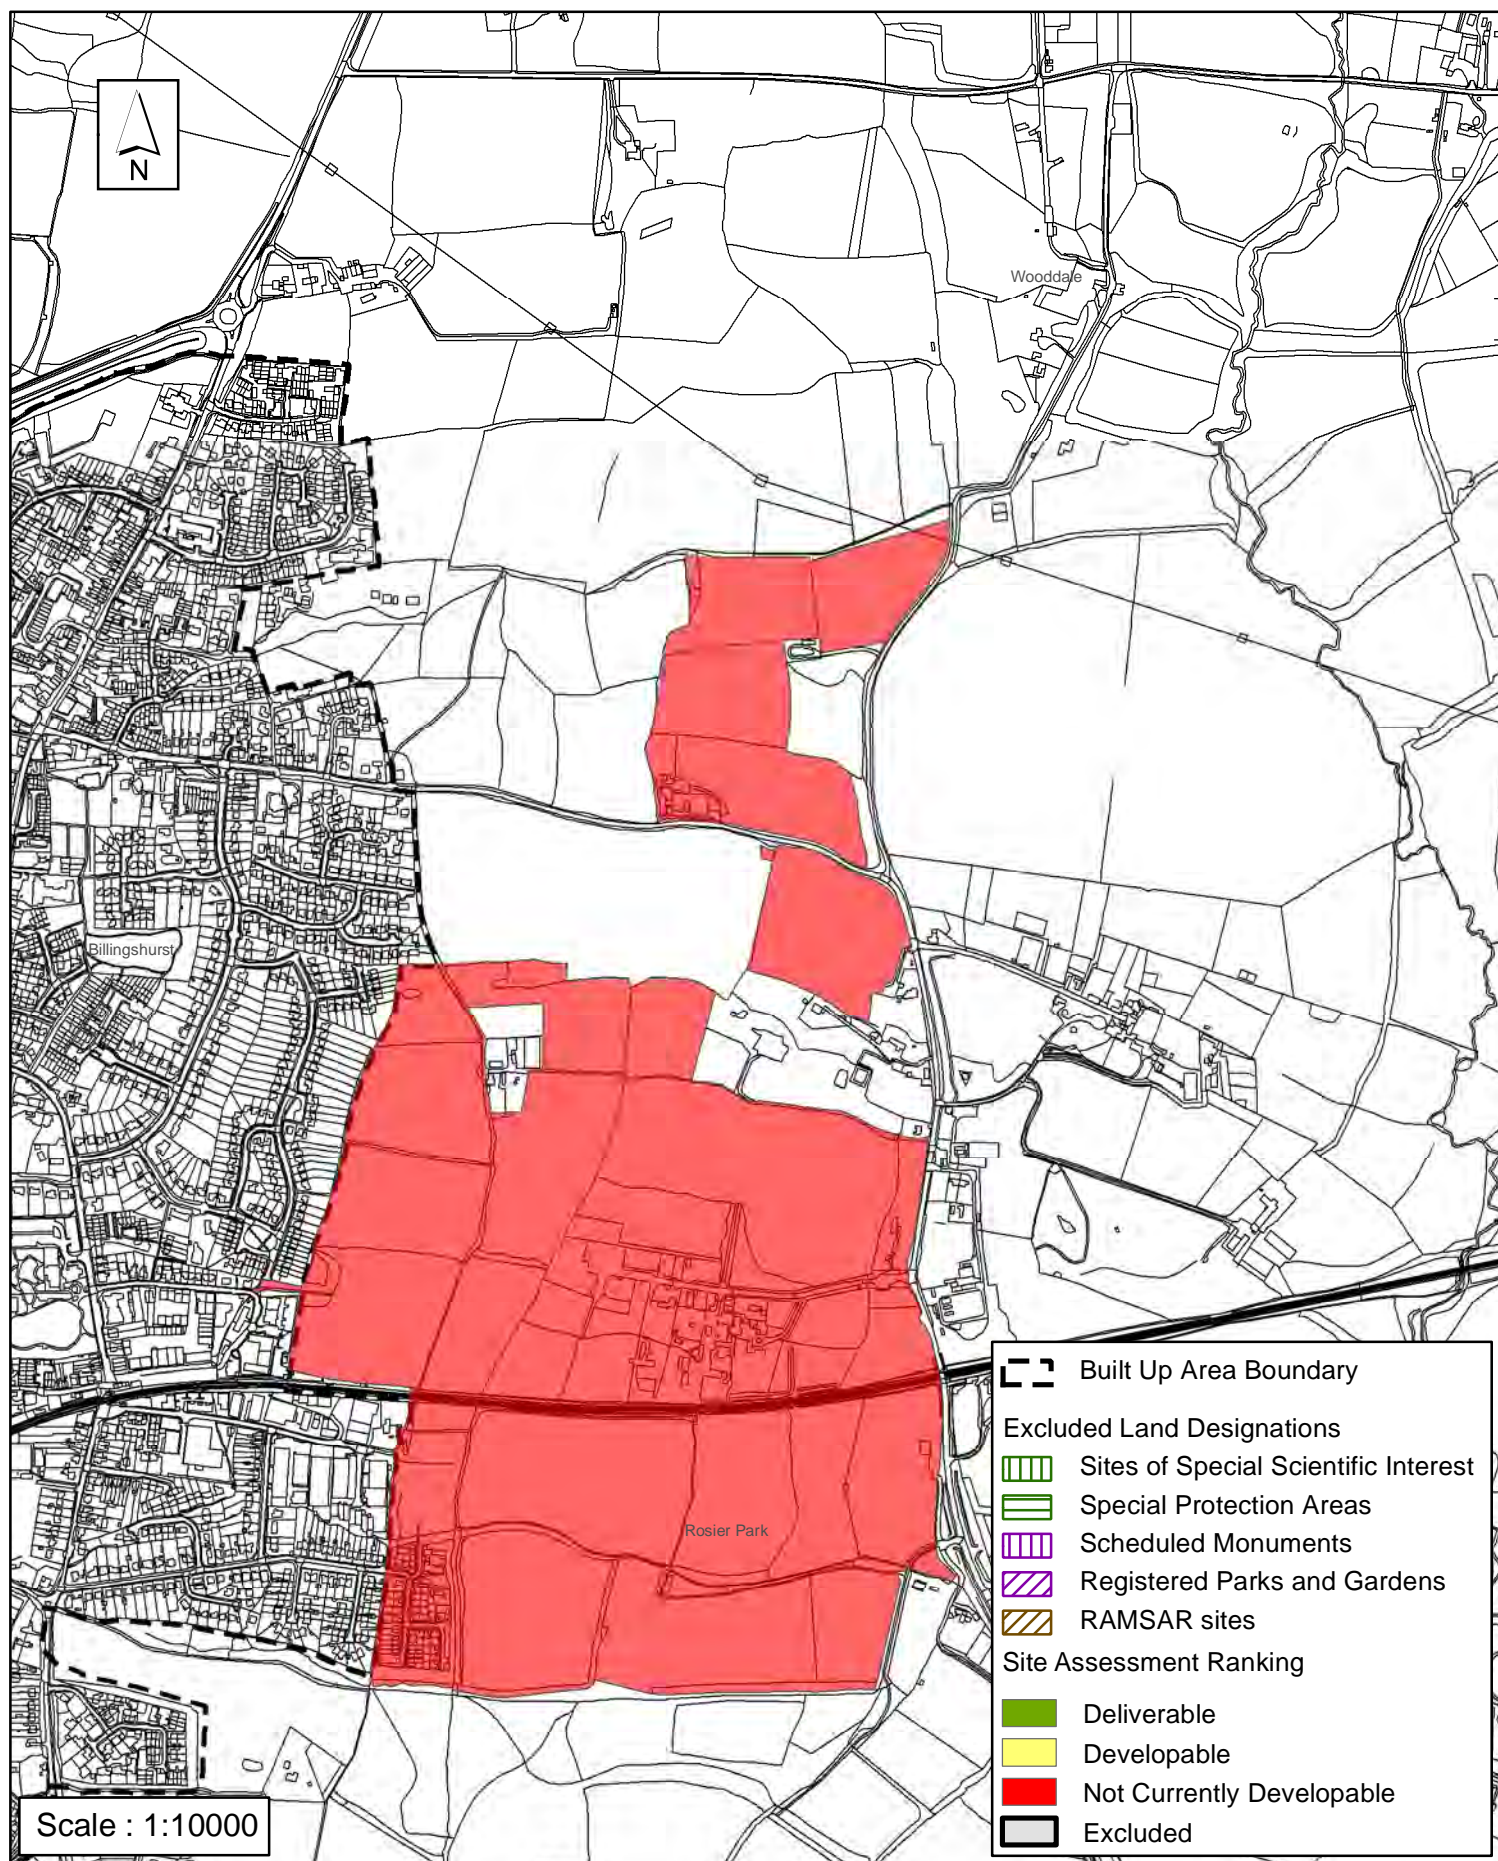 N
Wooddale
Billingshurst
Rosier Park
Built Up Area Boundary
Excluded Land Designations
Sites of Special Scientific Interest
Special Protection Areas
Scheduled Monuments
Registered Parks and Gardens
RAMSAR sites
Site Assessment Ranking
Deliverable
Developable
Not Currently Developable
Excluded
Scale : 1:10000